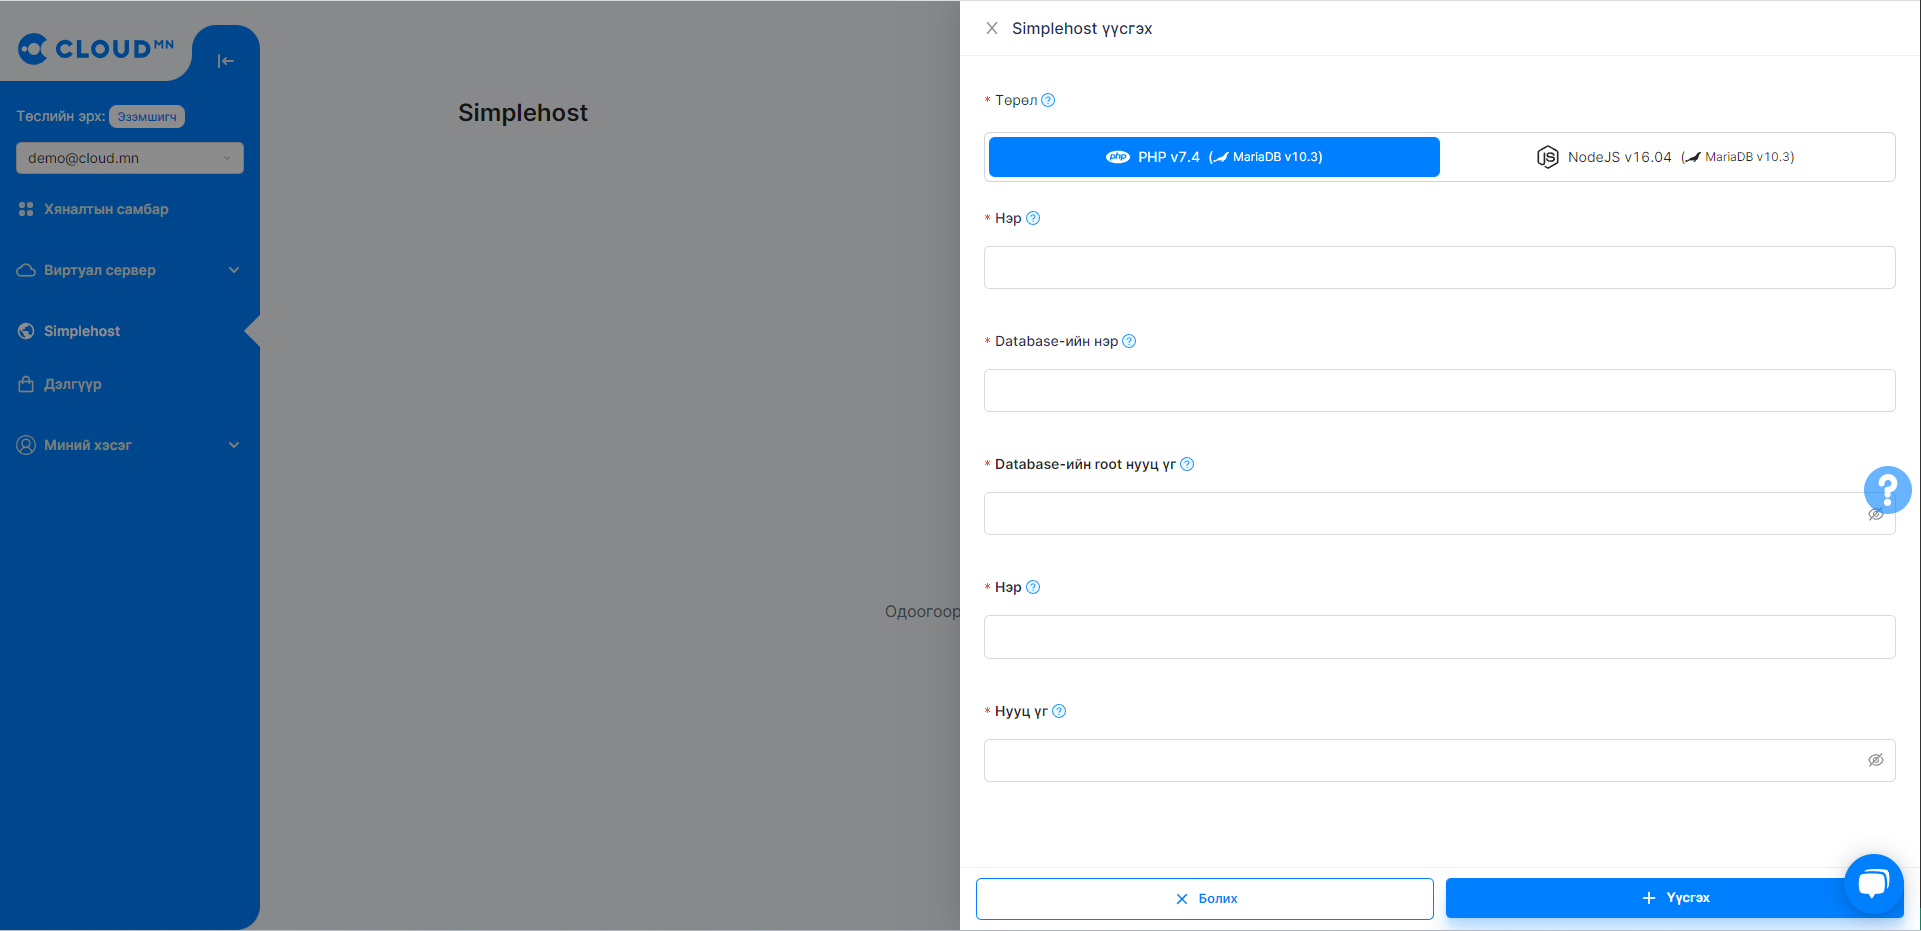 CLOUDMN
Төслийн эрх: Эзэмшигч
demo@cloud.mn
Хяналтын самбар
Виртуал сервер
Simplehost
Дэлгүүр
Миний хэсэг
Simplehost
Одоогоор
Simplehost үүсгэх
* Төрөл ?
php PHP v7.4 (MariaDB v10.3)
JS NodeJS v16.04 (MariaDB v10.3)
* Нэр ?
* Database-ийн нэр ?
* Database-ийн root нууц үг ?
?
* Нэр ?
* Нууц үг ?
Болих
Үүсгэх